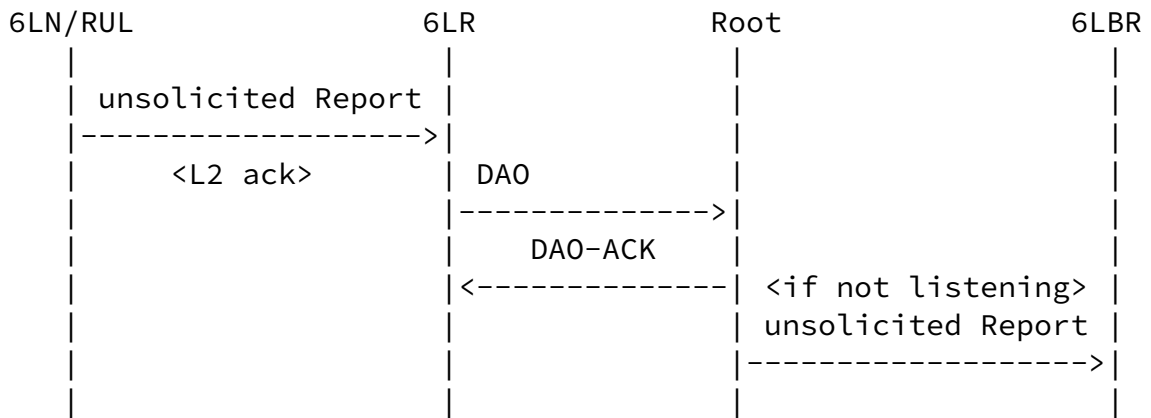 6LN/RUL 6LR Root 6LBR
unsolicited Report
<L2 ack> DAO
DAO-ACK
<if not listening>
unsolicited Report